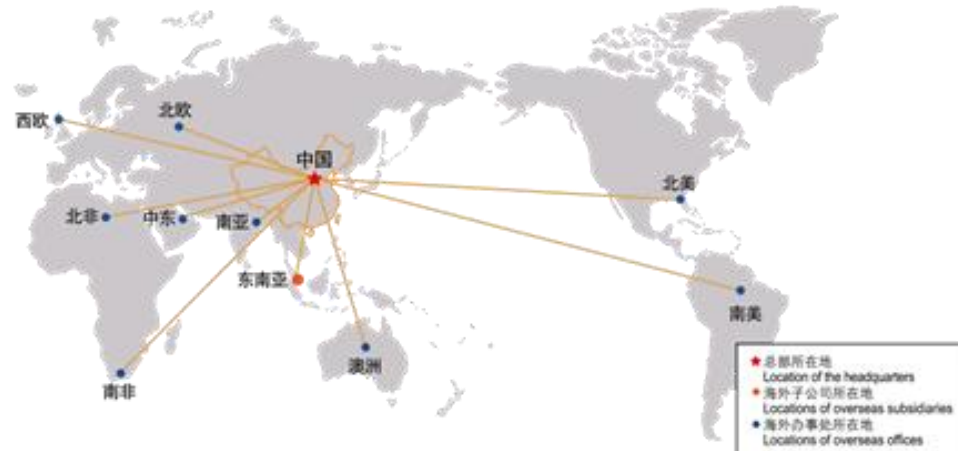 西欧
北欧
中国
北非
中东
南亚
北美
东南亚
南美
澳洲
南非
总部所在地
Location of the headquarters
海外子公司所在地
Locations of overseas subsidiaries
海外办事处所在地
Locations of overseas offices